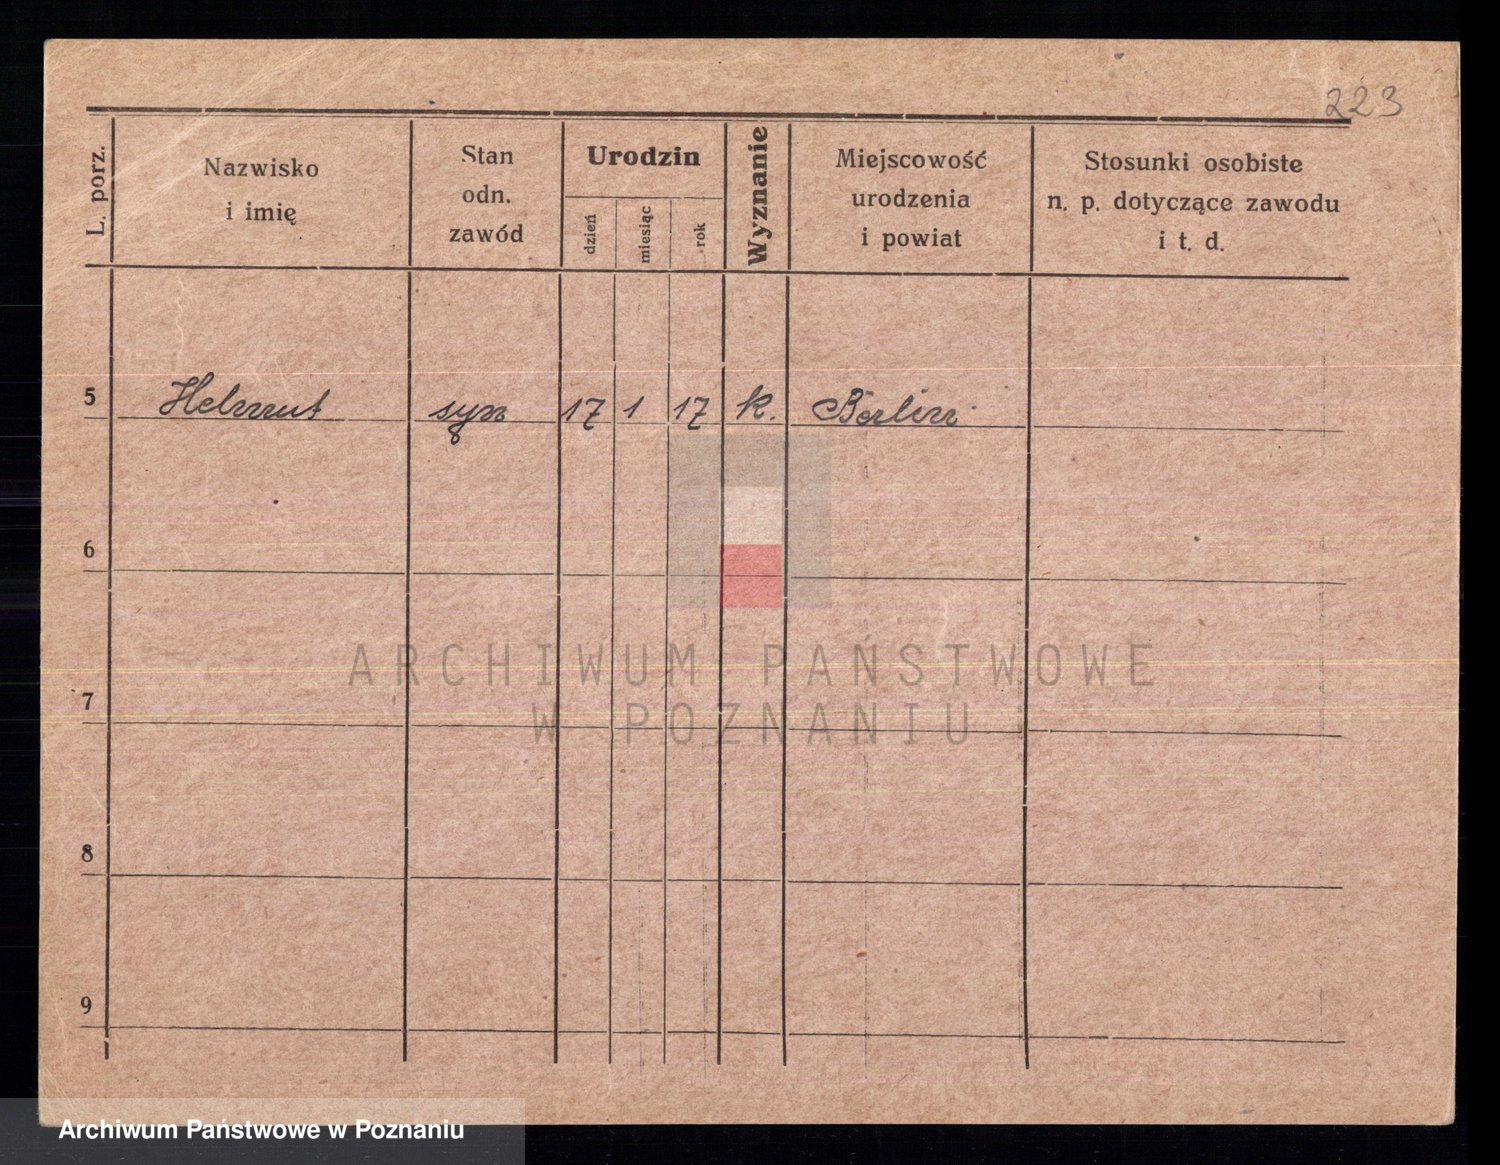 223
L. porz.
Nazwisko
i imię
Stan
odn.
zawód
Urodzin
dzień
miesiąc
rok
Wyznanie
Miejscowość
urodzenia
i powiat
Stosunki osobiste
n. p. dotyczące zawodu
i t. d.
5 Helmut syn 17 1 17 k. Berlin
6
7
8
9
ARCHIWUM PAŃSTWOWE
W POZNANIU
Archiwum Państwowe w Poznaniu